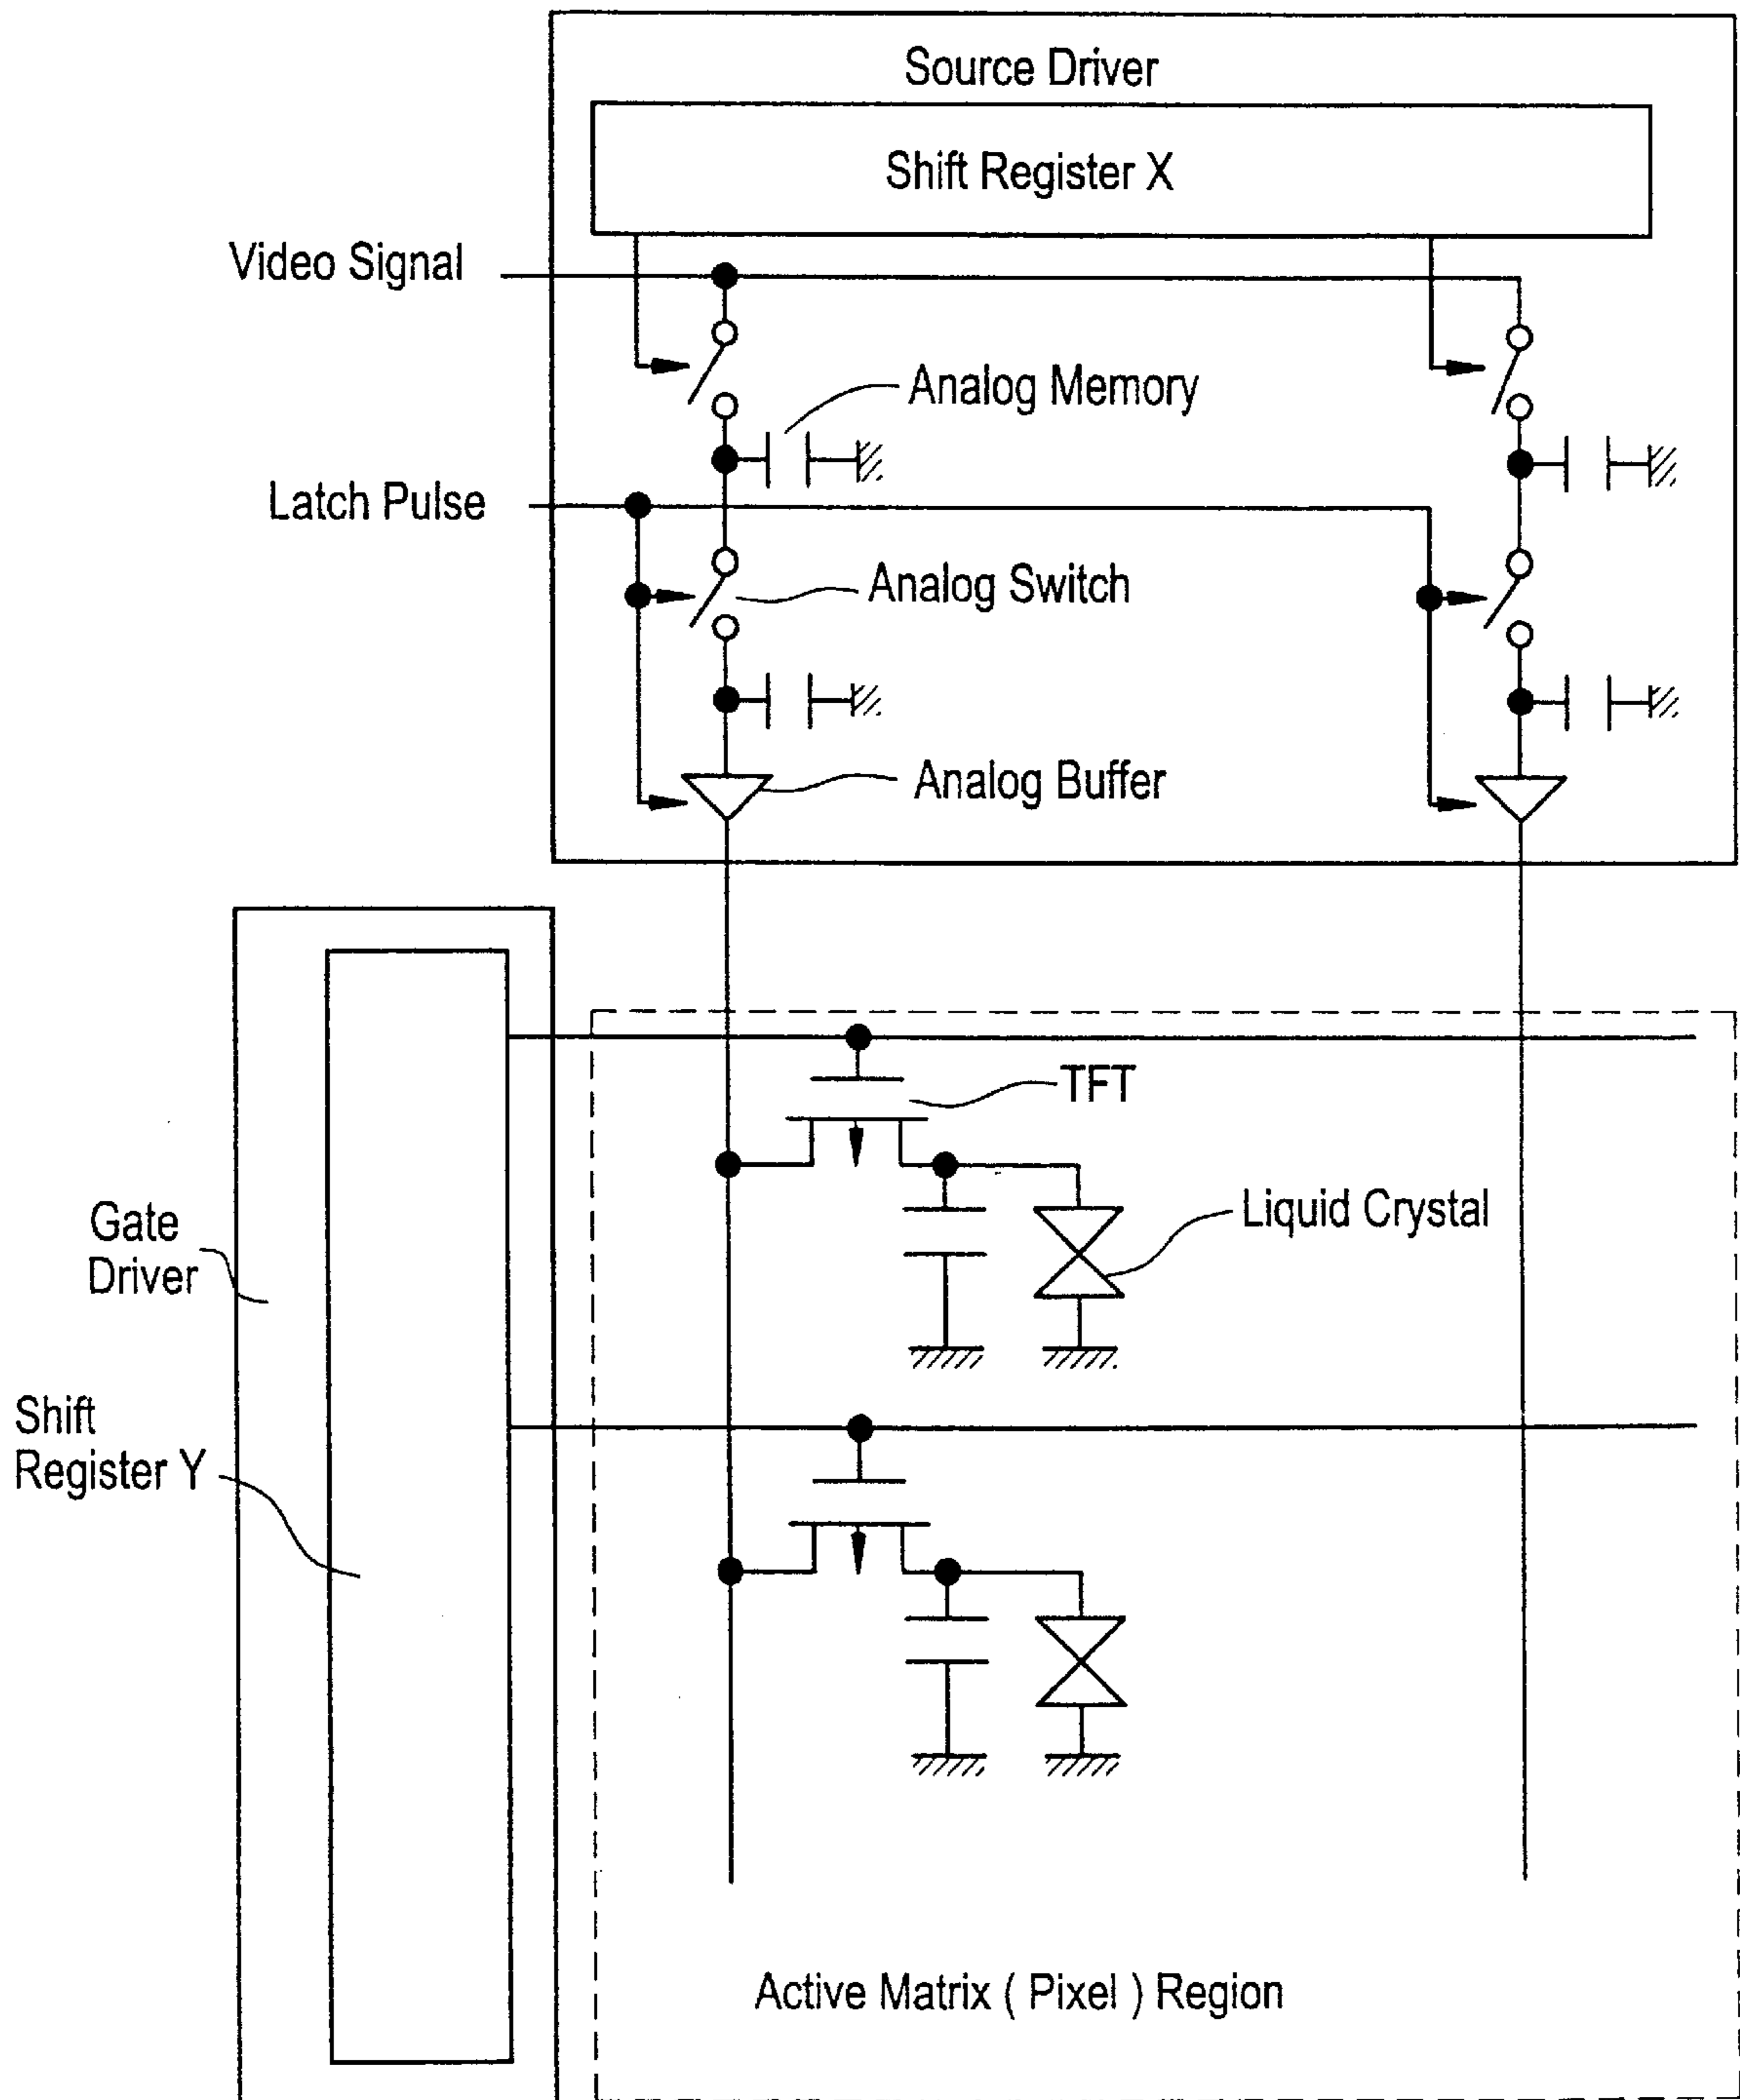 Source Driver
Shift Register X
Video Signal
Analog Memory
Latch Pulse
Analog Switch
Analog Buffer
TFT
Gate
Driver
Liquid Crystal
Shift
Register Y
Active Matrix ( Pixel ) Region